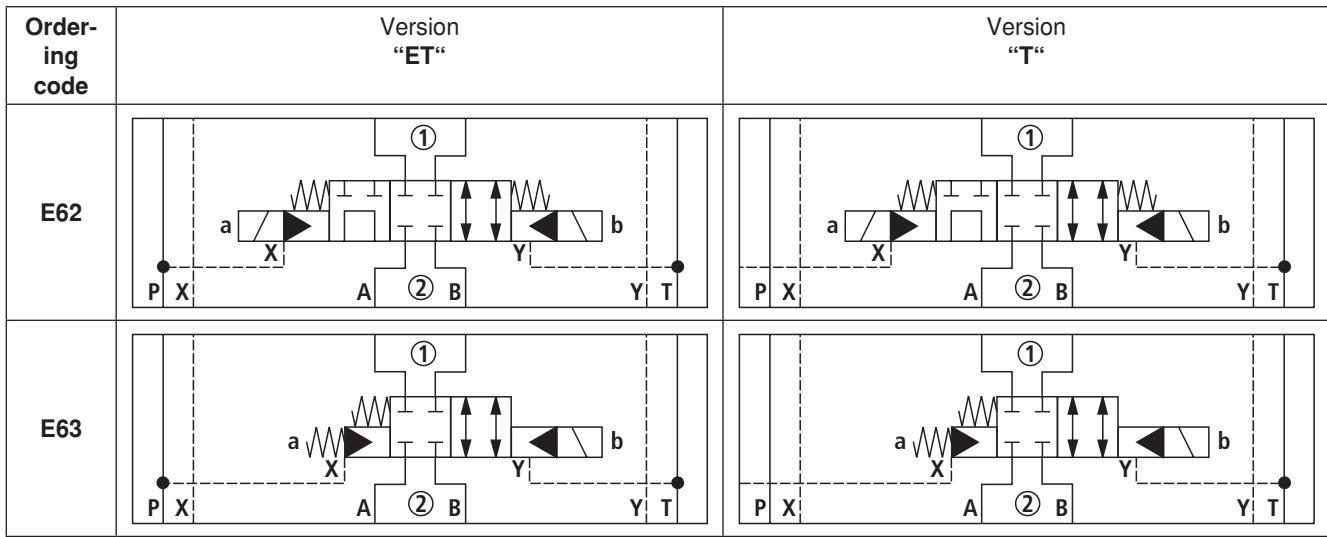 Order-
ing
code
Version
“ET“
Version
“T“
E62
①
a
b
X
Y
P X A ② B Y T
①
a
b
X
Y
P X A ② B Y T
E63
①
a
b
X
Y
P X A ② B Y T
①
a
b
X
Y
P X A ② B Y T